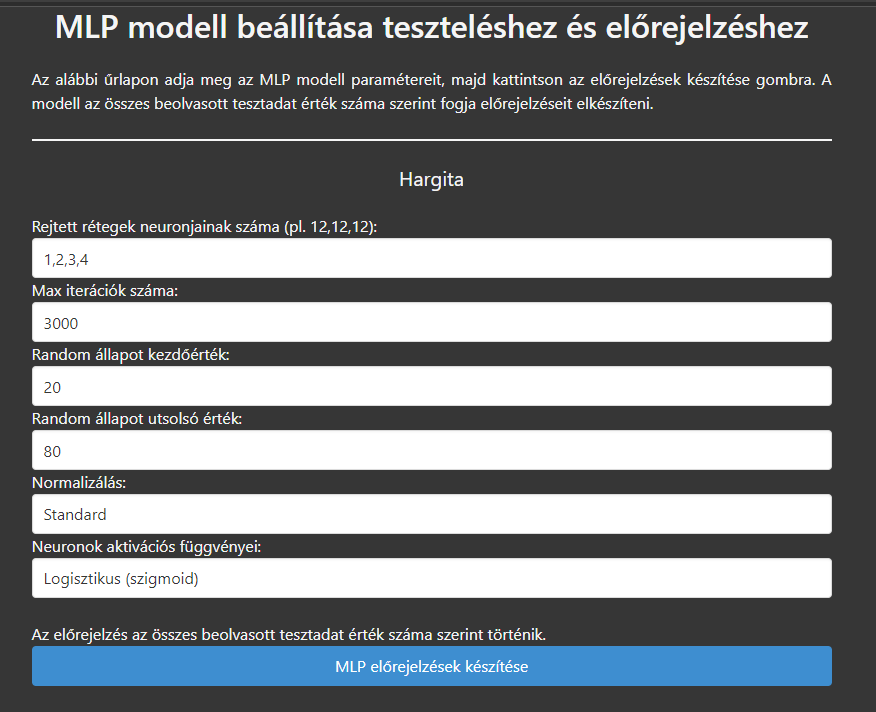 MLP modell beállítása teszteléshez és előrejelzéshez
Az alábbi űrlapon adja meg az MLP modell paramétereit, majd kattintson az előrejelzések készítése gombra. A
modell az összes beolvasott tesztadat érték száma szerint fogja előrejelzéseit elkészíteni.
Hargita
Rejtett rétegek neuronjainak száma (pl. 12,12,12):
1,2,3,4
Max iterációk száma:
3000
Random állapot kezdőérték:
20
Random állapot utsolsó érték:
80
Normalizálás:
Standard
Neuronok aktivációs függvényei:
Logisztikus (szigmoid)
Az előrejelzés az összes beolvasott tesztadat érték száma szerint történik.
MLP előrejelzések készítése